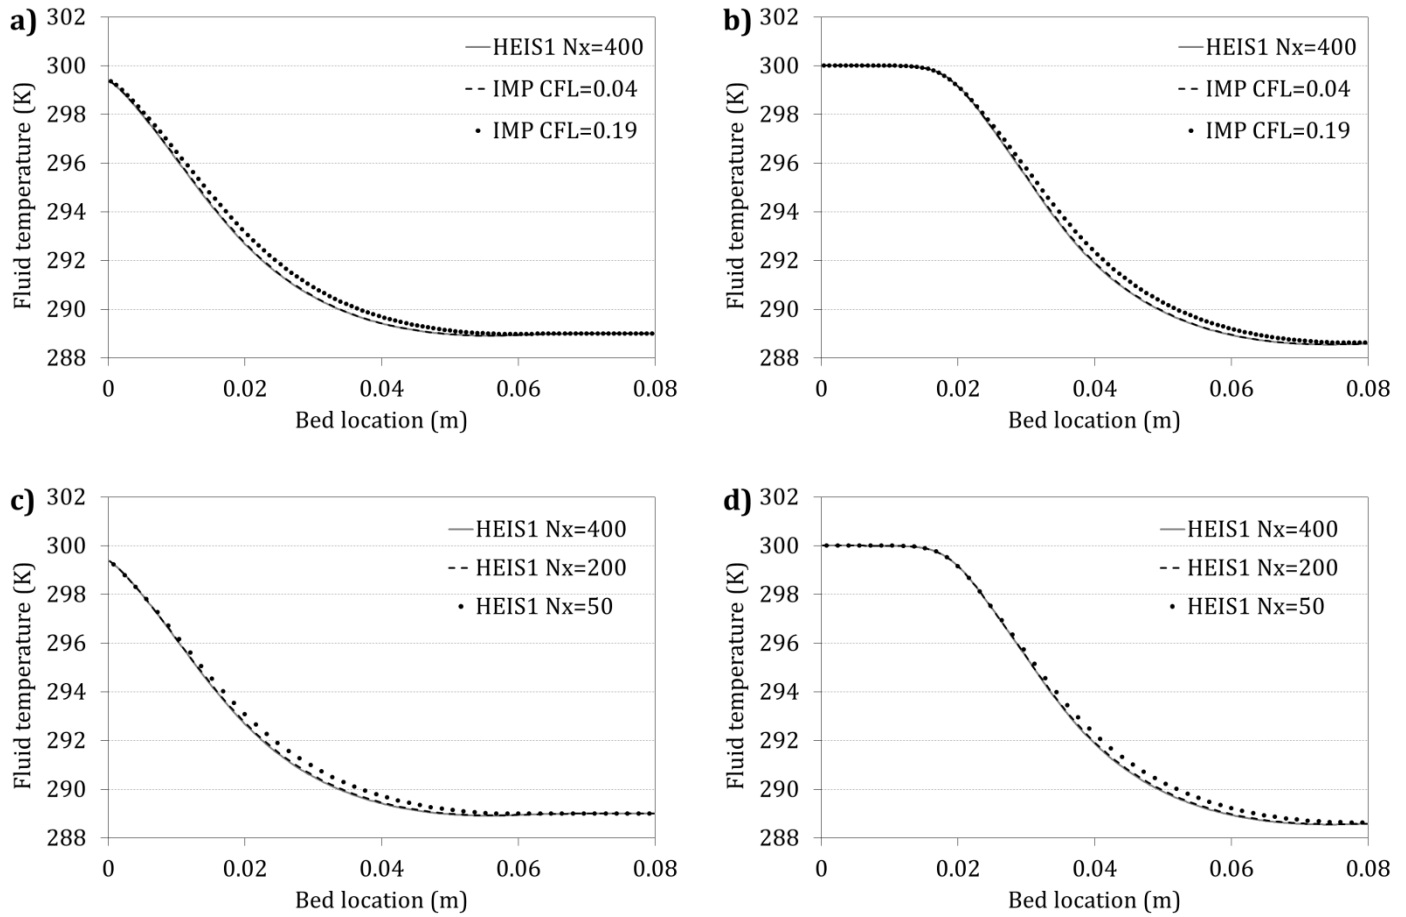 a)
302
300
298
296
294
292
290
288
Fluid temperature (K)
HEIS1 Nx=400
IMP CFL=0.04
IMP CFL=0.19
0 0.02 0.04 0.06 0.08
Bed location (m)
b)
302
300
298
296
294
292
290
288
Fluid temperature (K)
HEIS1 Nx=400
IMP CFL=0.04
IMP CFL=0.19
0 0.02 0.04 0.06 0.08
Bed location (m)
c)
302
300
298
296
294
292
290
288
Fluid temperature (K)
HEIS1 Nx=400
HEIS1 Nx=200
HEIS1 Nx=50
0 0.02 0.04 0.06 0.08
Bed location (m)
d)
302
300
298
296
294
292
290
288
Fluid temperature (K)
HEIS1 Nx=400
HEIS1 Nx=200
HEIS1 Nx=50
0 0.02 0.04 0.06 0.08
Bed location (m)